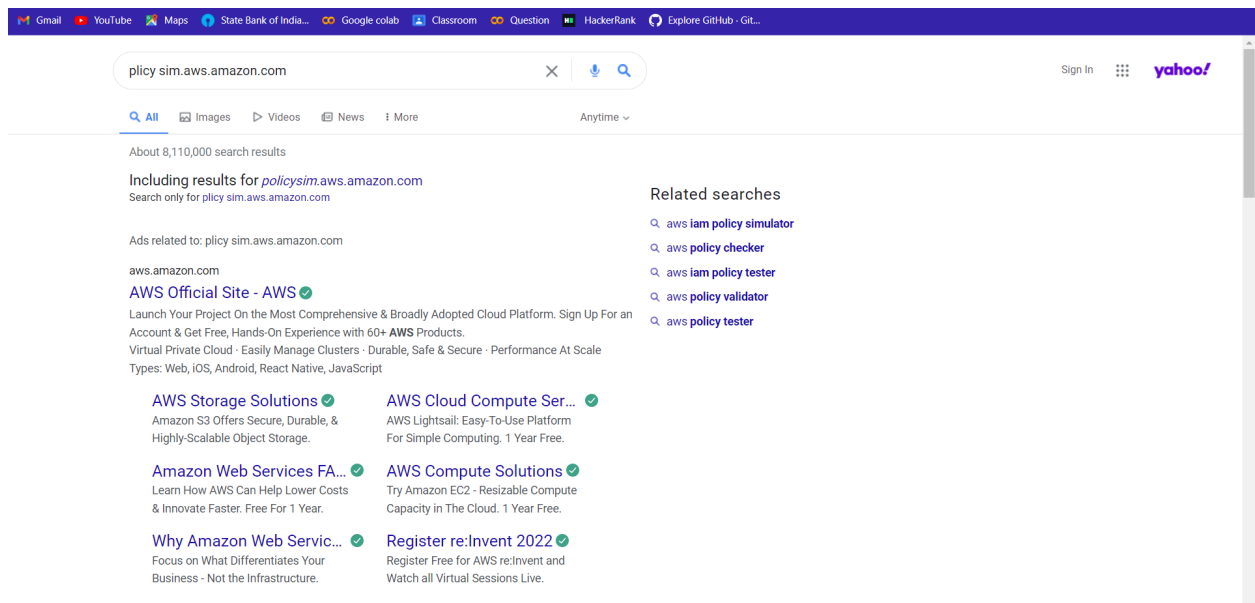 Gmail YouTube Maps State Bank of India... Google colab Classroom Question HackerRank Explore GitHub · Git...
plicy sim.aws.amazon.com
Sign In yahoo!
All Images Videos News More Anytime
About 8,110,000 search results
Including results for policysim.aws.amazon.com
Search only for plicy sim.aws.amazon.com
Ads related to: plicy sim.aws.amazon.com
aws.amazon.com
AWS Official Site - AWS
Launch Your Project On the Most Comprehensive & Broadly Adopted Cloud Platform. Sign Up For an
Account & Get Free, Hands-On Experience with 60+ AWS Products.
Virtual Private Cloud · Easily Manage Clusters · Durable, Safe & Secure · Performance At Scale
Types: Web, iOS, Android, React Native, JavaScript
AWS Storage Solutions
Amazon S3 Offers Secure, Durable, &
Highly-Scalable Object Storage.
AWS Cloud Compute Ser...
AWS Lightsail: Easy-To-Use Platform
For Simple Computing. 1 Year Free.
Amazon Web Services FA...
Learn How AWS Can Help Lower Costs
& Innovate Faster. Free For 1 Year.
AWS Compute Solutions
Try Amazon EC2 - Resizable Compute
Capacity in The Cloud. 1 Year Free.
Why Amazon Web Servic...
Focus on What Differentiates Your
Business - Not the Infrastructure.
Register re:Invent 2022
Register Free for AWS re:Invent and
Watch all Virtual Sessions Live.
Related searches
aws iam policy simulator
aws policy checker
aws iam policy tester
aws policy validator
aws policy tester